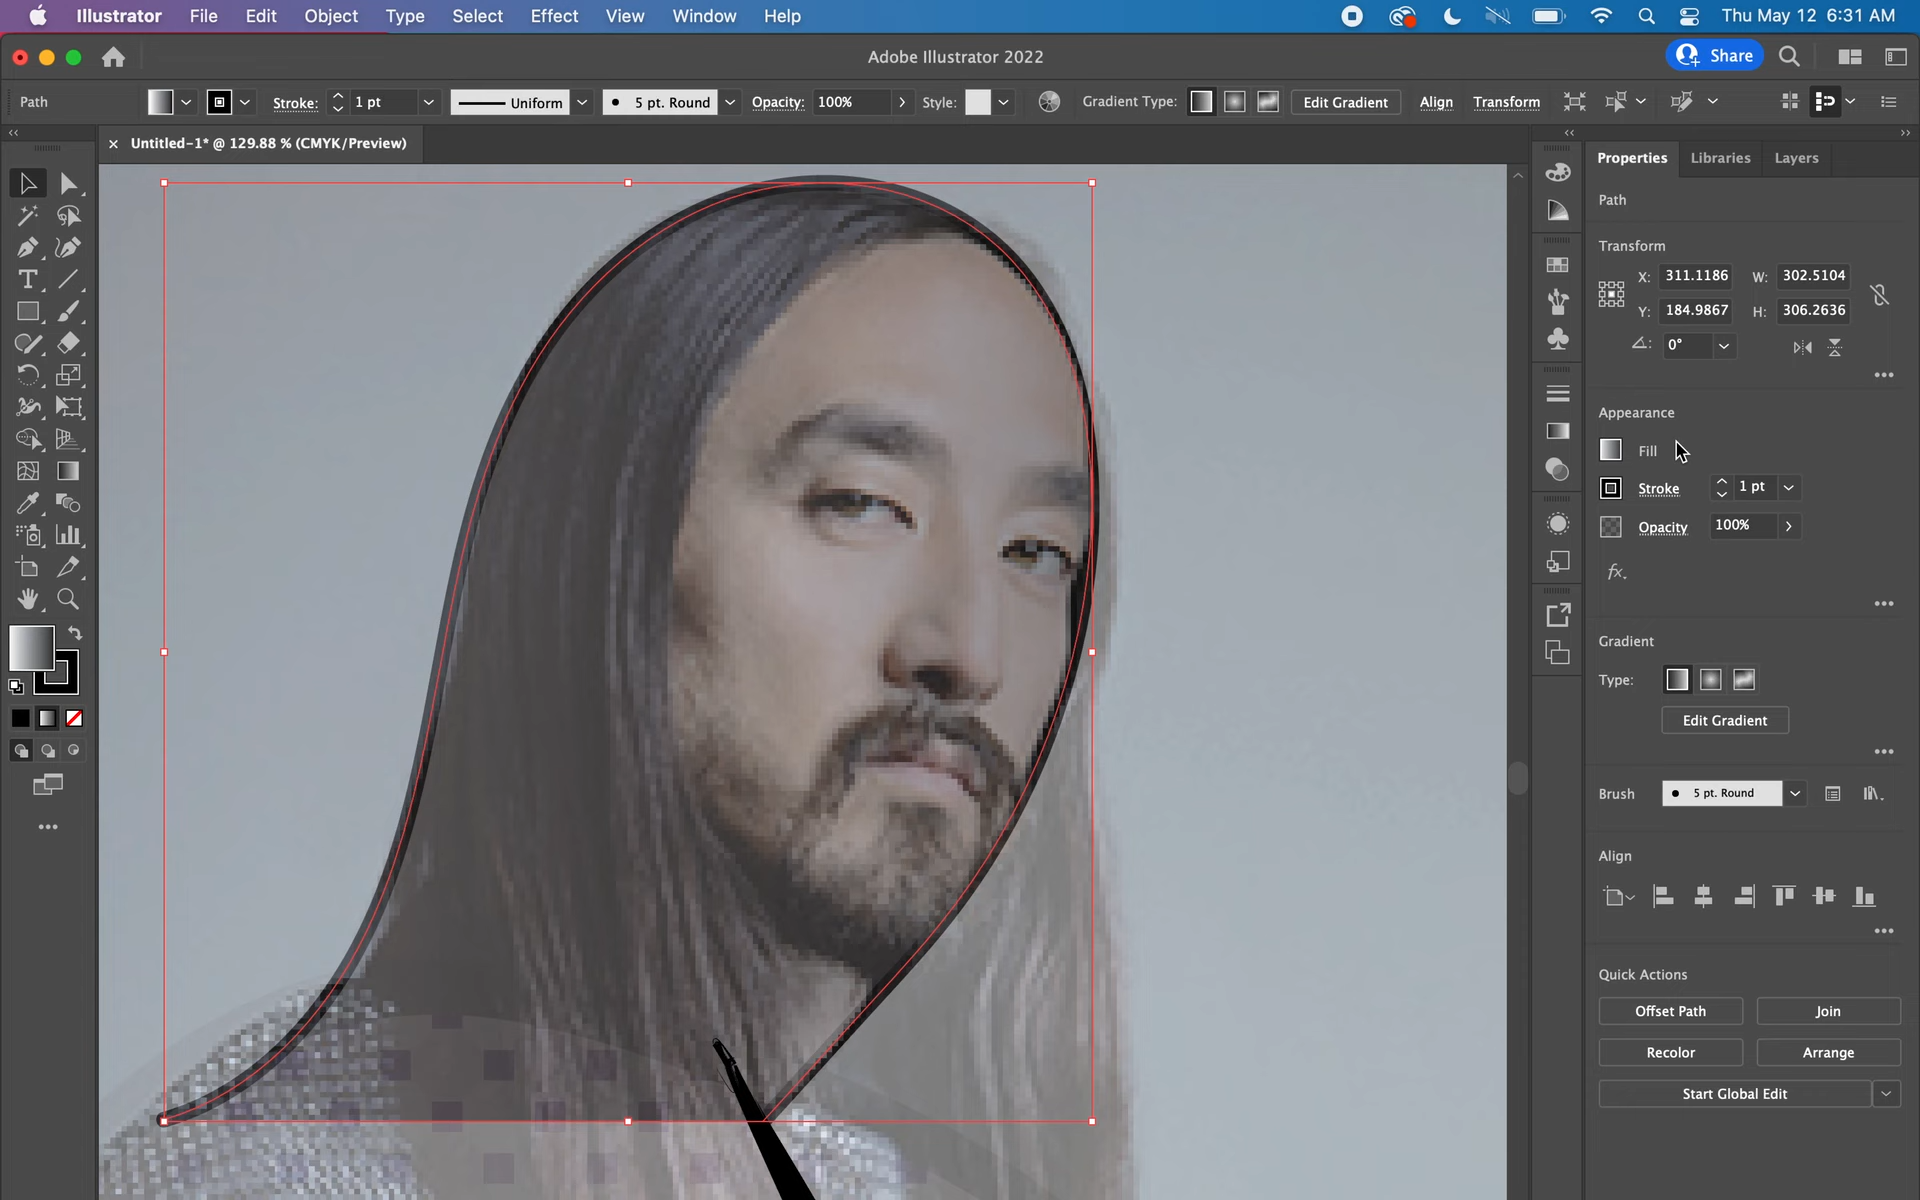 Illustrator File Edit Object Type Select Effect View Window Help Thu May 12 6:31 AM
Adobe Illustrator 2022 Share
Path Stroke: 1 pt Uniform 5 pt. Round Opacity: 100% Style: Gradient Type: Edit Gradient Align Transform
Untitled-1* @ 129.88 % (CMYK/Preview)
Properties Libraries Layers
Path
Transform
X: 311.1186 W: 302.5104
Y: 184.9867 H: 306.2636
0°
Appearance
Fill
Stroke 1 pt
Opacity 100%
fx.
Gradient
Type:
Edit Gradient
Brush 5 pt. Round
Align
Quick Actions
Offset Path Join
Recolor Arrange
Start Global Edit